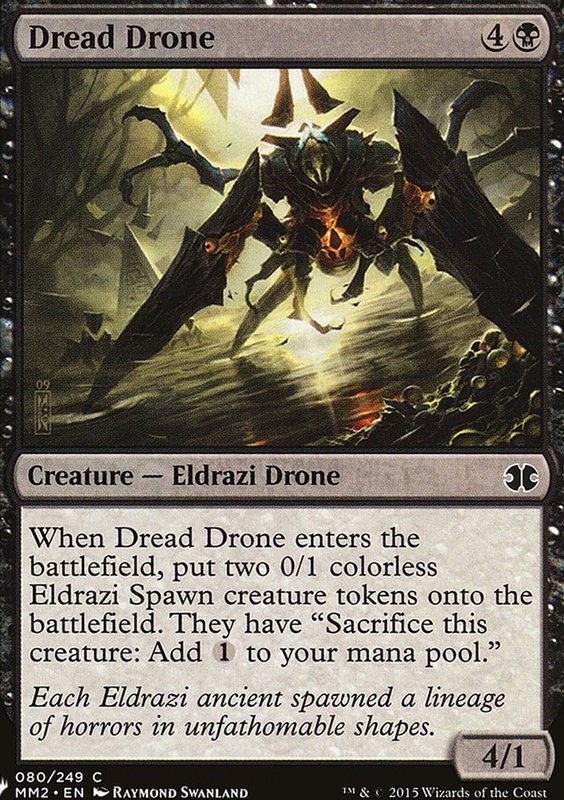 Dread Drone 4
09
Creature — Eldrazi Drone
When Dread Drone enters the
battlefield, put two 0/1 colorless
Eldrazi Spawn creature tokens onto the
battlefield. They have “Sacrifice this
creature: Add 1 to your mana pool.”
Each Eldrazi ancient spawned a lineage
of horrors in unfathomable shapes.
4/1
080/249 C
MM2 • EN RAYMOND SWANLAND
™ & © 2015 Wizards of the Coast